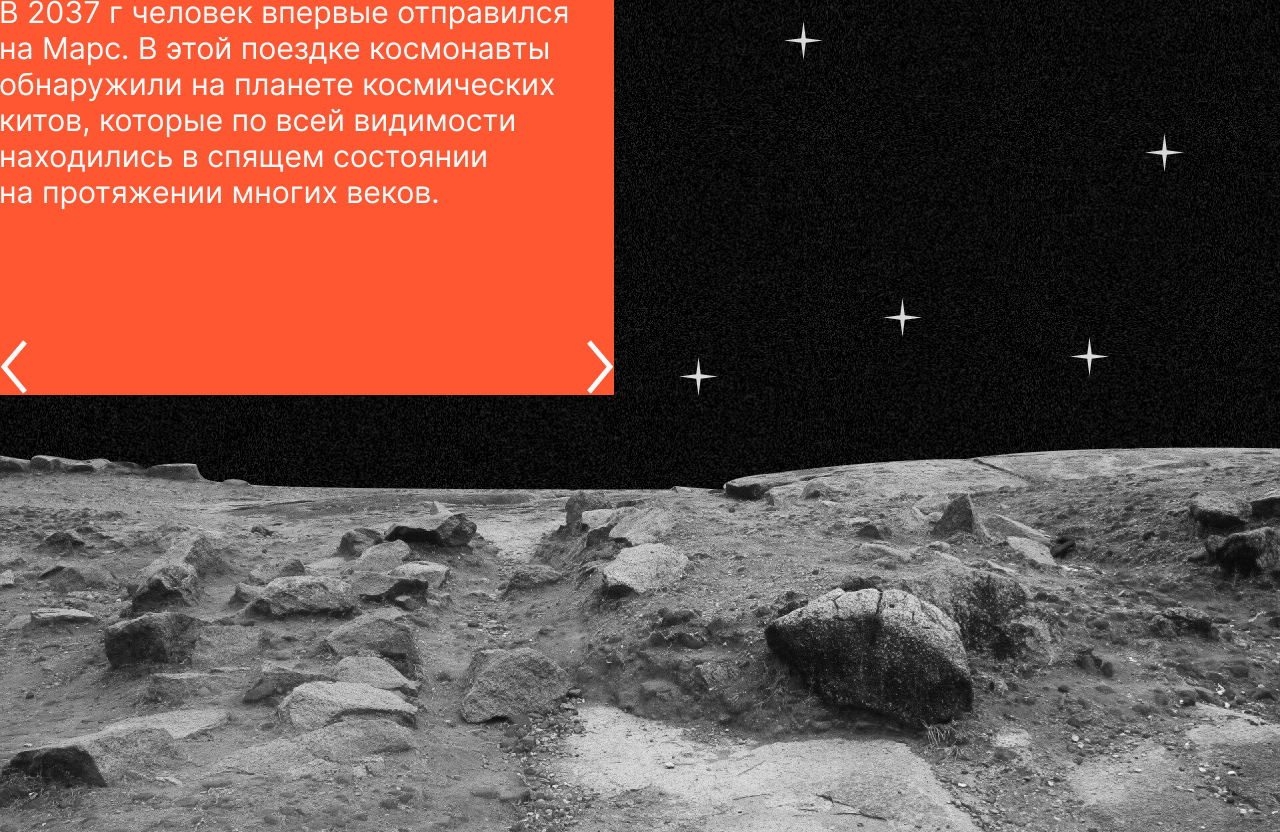 В 2037 г человек впервые отправился
на Марс. В этой поездке космонавты
обнаружили на планете космических
китов, которые по всей видимости
находились в спящем состоянии
на протяжении многих веков.